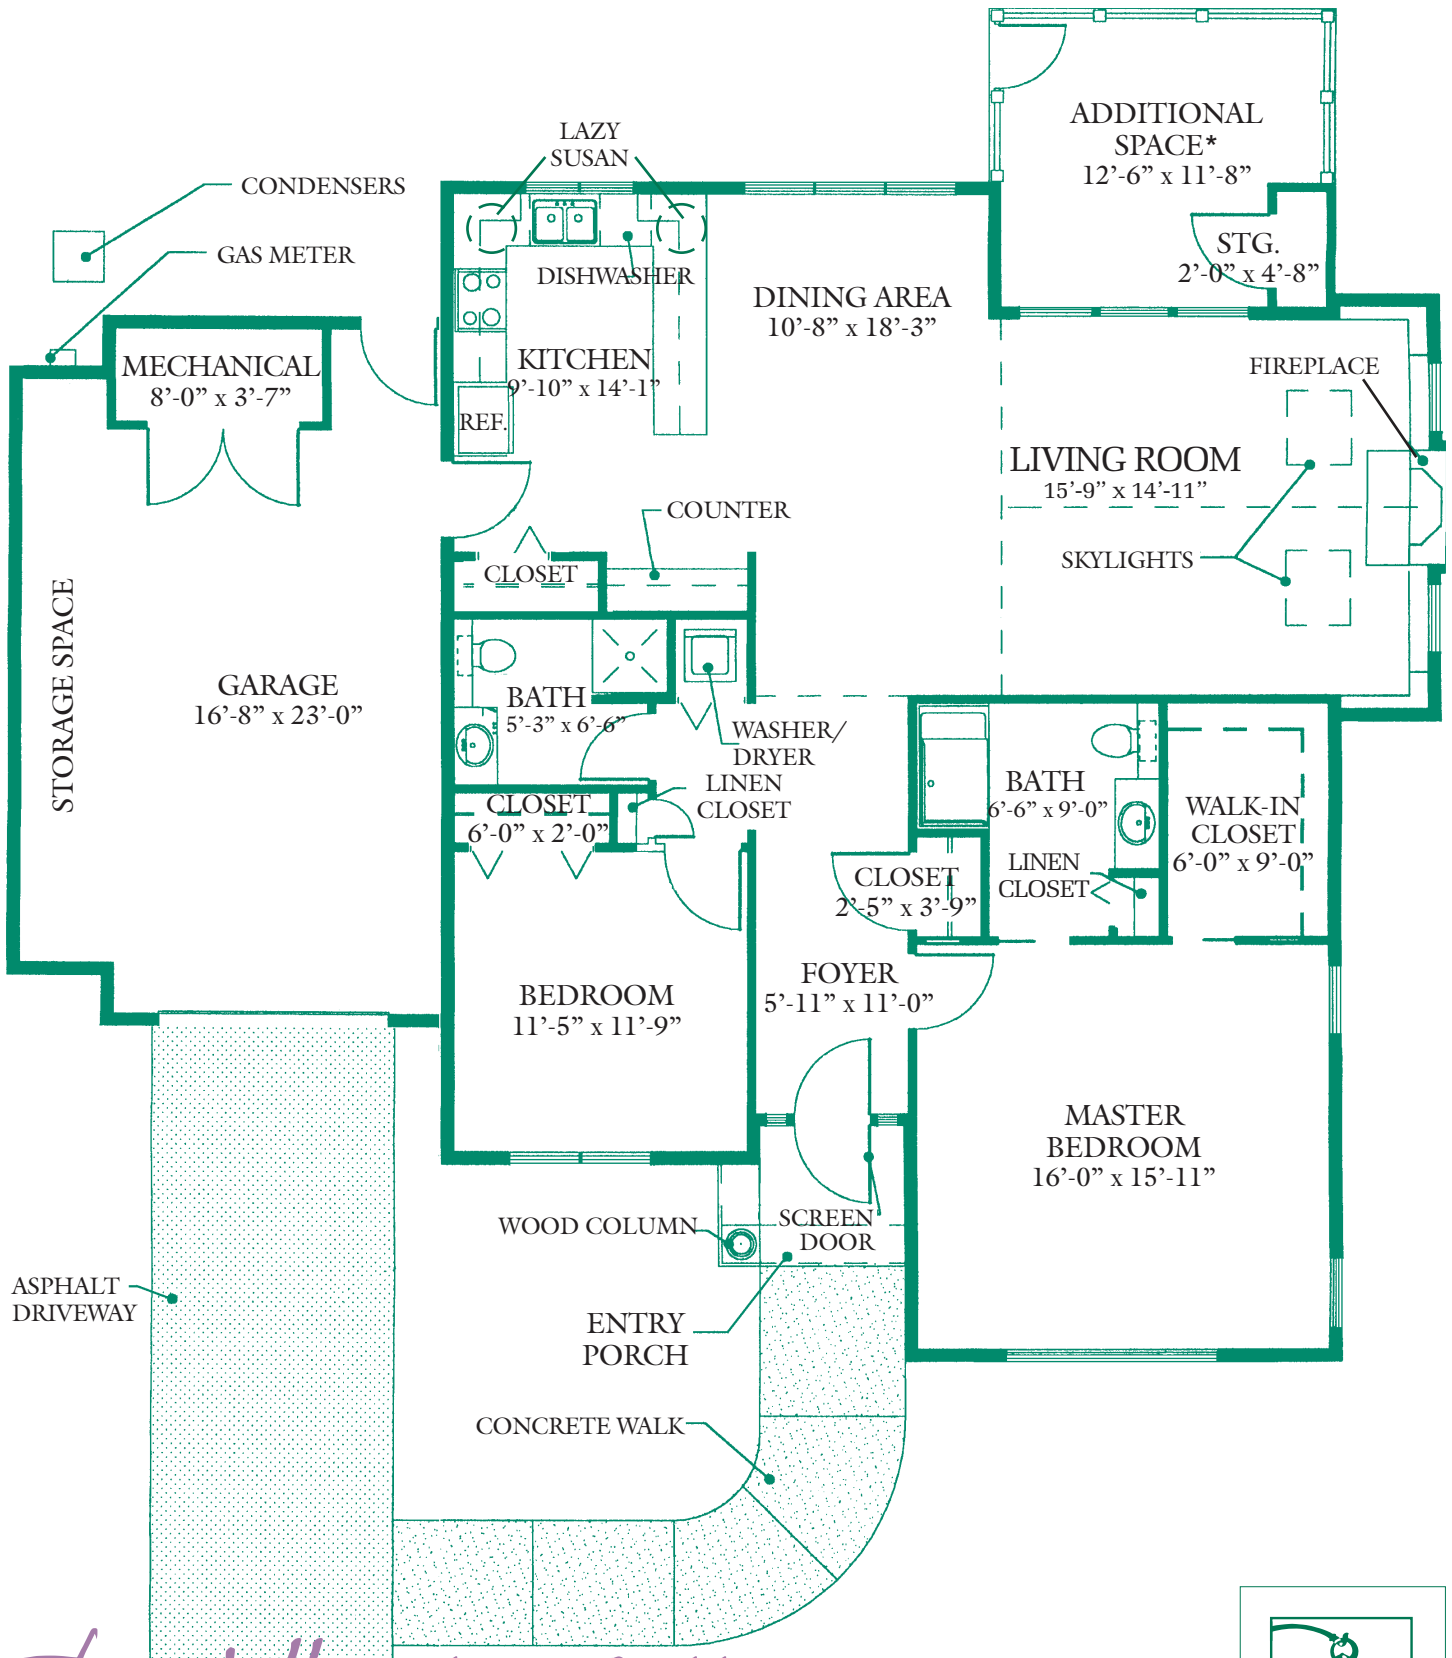 ADDITIONAL
SPACE*
12’-6” x 11’-8”
LAZY
SUSAN
CONDENSERS
GAS METER
STG.
2’-0” x 4’-8”
DISHWASHER
DINING AREA
10’-8” x 18’-3”
MECHANICAL
8’-0” x 3’-7”
KITCHEN
9’-10” x 14’-1”
FIREPLACE
REF.
LIVING ROOM
15’-9” x 14’-11”
COUNTER
SKYLIGHTS
CLOSET
STORAGE SPACE
GARAGE
16’-8” x 23’-0”
BATH
5’-3” x 6’-6”
WASHER/
DRYER
LINEN
CLOSET
CLOSET
6’-0” x 2’-0”
BATH
6’-6” x 9’-0”
WALK-IN
CLOSET
6’-0” x 9’-0”
LINEN
CLOSET
CLOSET
2’-5” x 3’-9”
FOYER
5’-11” x 11’-0”
BEDROOM
11’-5” x 11’-9”
MASTER
BEDROOM
16’-0” x 15’-11”
WOOD COLUMN
SCREEN
DOOR
ASPHALT
DRIVEWAY
ENTRY
PORCH
CONCRETE WALK